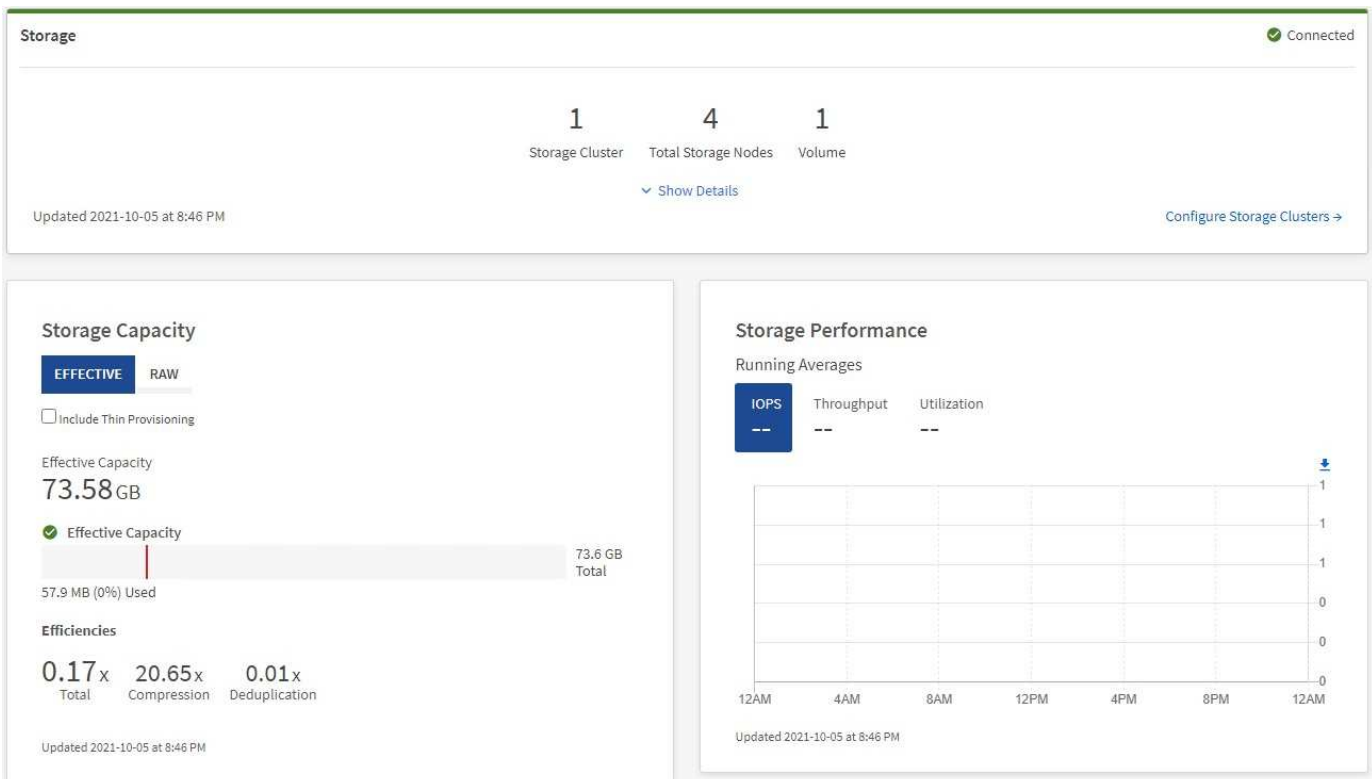 Storage
Connected
1 4 1
Storage Cluster Total Storage Nodes Volume
Show Details
Updated 2021-10-05 at 8:46 PM
Configure Storage Clusters →
Storage Capacity
EFFECTIVE RAW
Include Thin Provisioning
Effective Capacity
73.58 GB
Effective Capacity
73.6 GB
Total
57.9 MB (0%) Used
Efficiencies
0.17x 20.65x 0.01x
Total Compression Deduplication
Updated 2021-10-05 at 8:46 PM
Storage Performance
Running Averages
IOPS Throughput Utilization
-- -- --
1
1
1
0
0
0
12AM 4AM 8AM 12PM 4PM 8PM 12AM
Updated 2021-10-05 at 8:46 PM